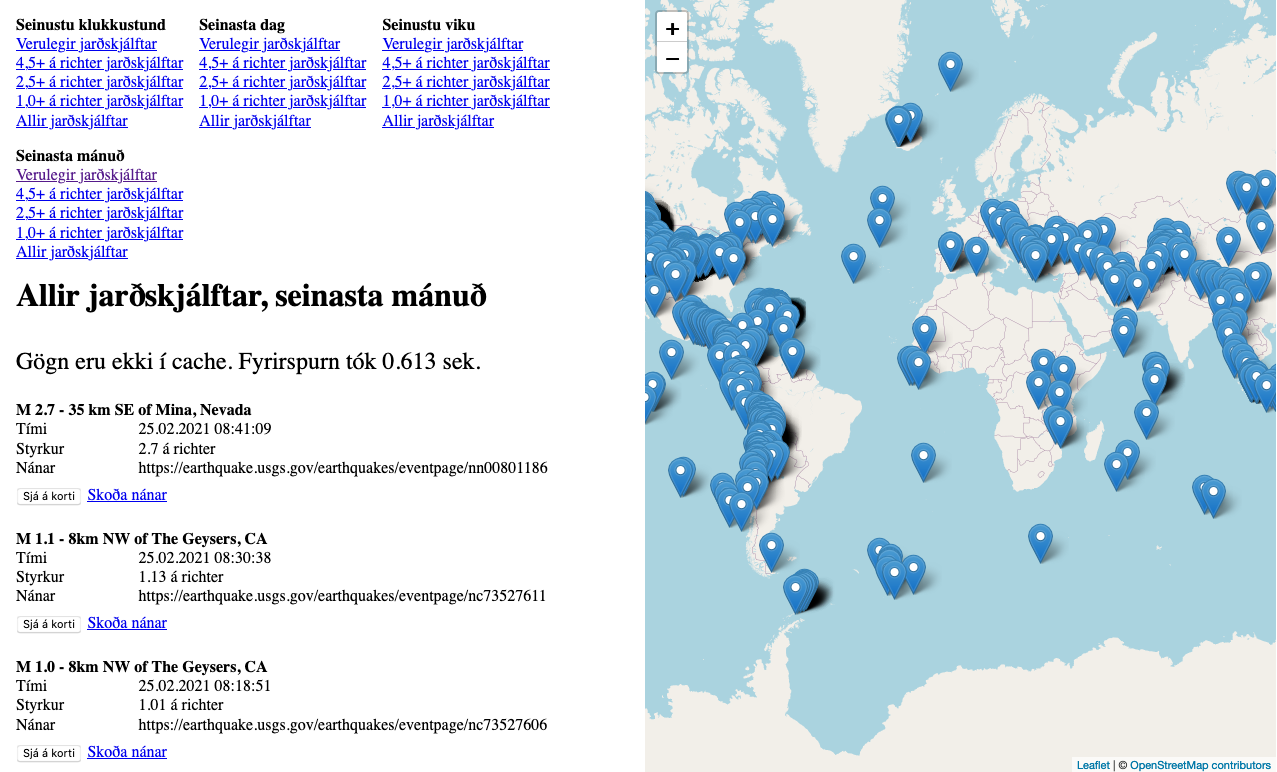 Seinustu klukkustund
Verulegir jarðskjálftar
4,5+ á richter jarðskjálftar
2,5+ á richter jarðskjálftar
1,0+ á richter jarðskjálftar
Allir jarðskjálftar
Seinasta dag
Verulegir jarðskjálftar
4,5+ á richter jarðskjálftar
2,5+ á richter jarðskjálftar
1,0+ á richter jarðskjálftar
Allir jarðskjálftar
Seinustu viku
Verulegir jarðskjálftar
4,5+ á richter jarðskjálftar
2,5+ á richter jarðskjálftar
1,0+ á richter jarðskjálftar
Allir jarðskjálftar
Seinasta mánuð
Verulegir jarðskjálftar
4,5+ á richter jarðskjálftar
2,5+ á richter jarðskjálftar
1,0+ á richter jarðskjálftar
Allir jarðskjálftar
Allir jarðskjálftar, seinasta mánuð
Gögn eru ekki í cache. Fyrirspurn tók 0.613 sek.
M 2.7 - 35 km SE of Mina, Nevada
Tími 25.02.2021 08:41:09
Styrkur 2.7 á richter
Nánar https://earthquake.usgs.gov/earthquakes/eventpage/nn00801186
Sjá á korti Skoða nánar
M 1.1 - 8km NW of The Geysers, CA
Tími 25.02.2021 08:30:38
Styrkur 1.13 á richter
Nánar https://earthquake.usgs.gov/earthquakes/eventpage/nc73527611
Sjá á korti Skoða nánar
M 1.0 - 8km NW of The Geysers, CA
Tími 25.02.2021 08:18:51
Styrkur 1.01 á richter
Nánar https://earthquake.usgs.gov/earthquakes/eventpage/nc73527606
Sjá á korti Skoða nánar
+
−
Leaflet | © OpenStreetMap contributors